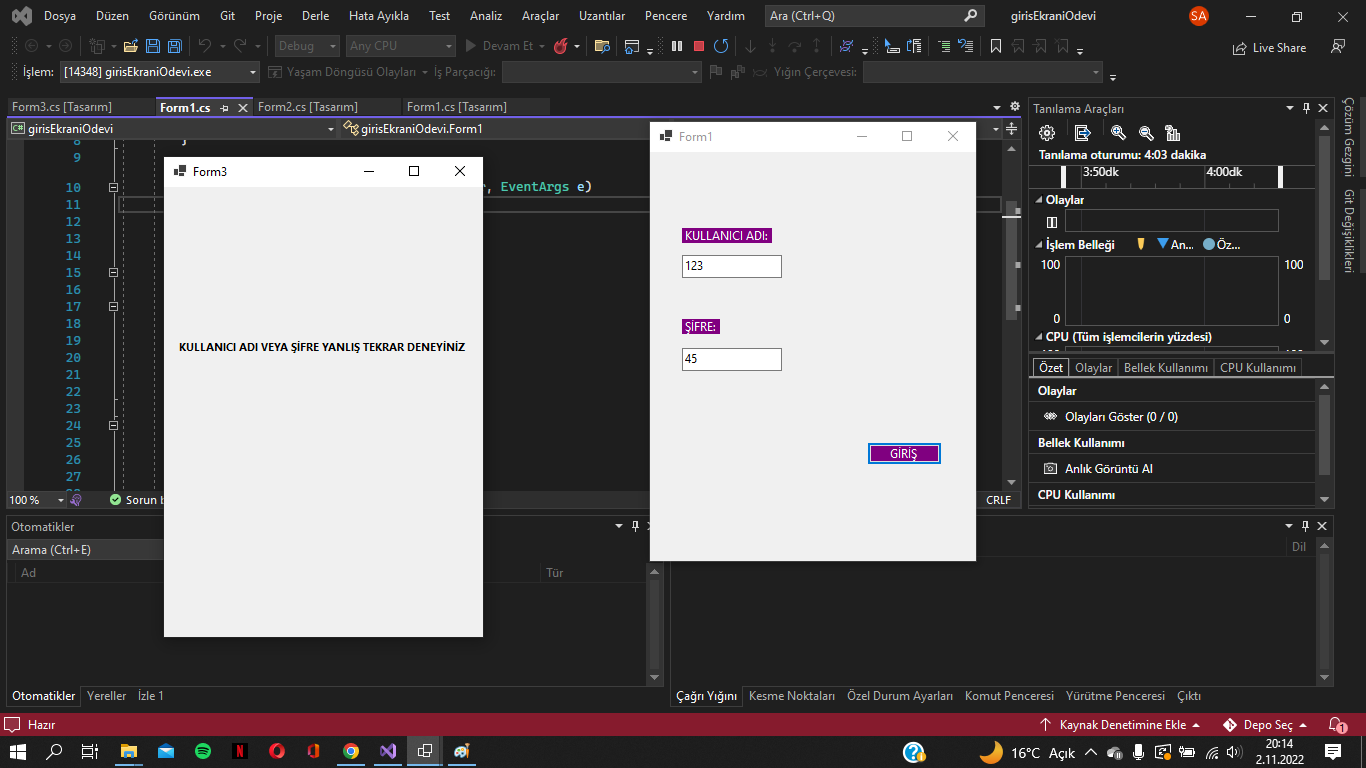 Dosya Düzen Görünüm Git Proje Derle Hata Ayıkla Test Analiz Araçlar Uzantılar Pencere Yardım Ara (Ctrl+Q) girisEkraniOdevi SA
Debug Any CPU Devam Et Live Share
İşlem: [14348] girisEkraniOdevi.exe Yaşam Döngüsü Olayları İş Parçacığı: Yığın Çerçevesi:
Form3.cs [Tasarım] Form1.cs Form2.cs [Tasarım] Form1.cs [Tasarım]
girisEkraniOdevi girisEkraniOdevi.Form1
8
9
10 , EventArgs e)
11
12
13
14
15
16
17
18
19
20
21
22
23
24
25
26
27
100 % CRLF
Form3
KULLANICI ADI VEYA ŞİFRE YANLIŞ TEKRAR DENEYİNİZ
Form1
KULLANICI ADI:
123
ŞİFRE:
45
GİRİŞ
Tanılama Araçları
Tanılama oturumu: 4:03 dakika
3:50dk 4:00dk
Olaylar
İşlem Belleği An... Öz...
100 100
0 0
CPU (Tüm işlemcilerin yüzdesi)
Özet Olaylar Bellek Kullanımı CPU Kullanımı
Olaylar
Olayları Göster (0 / 0)
Bellek Kullanımı
Anlık Görüntü Al
CPU Kullanımı
Çözüm Gezgini
Git Değişiklikleri
Otomatikler
Arama (Ctrl+E)
Ad Tür
Dil
Otomatikler Yereller İzle 1
Çağrı Yığını Kesme Noktaları Özel Durum Ayarları Komut Penceresi Yürütme Penceresi Çıktı
Hazır Kaynak Denetimine Ekle Depo Seç 1
16°C Açık 20:14
2.11.2022